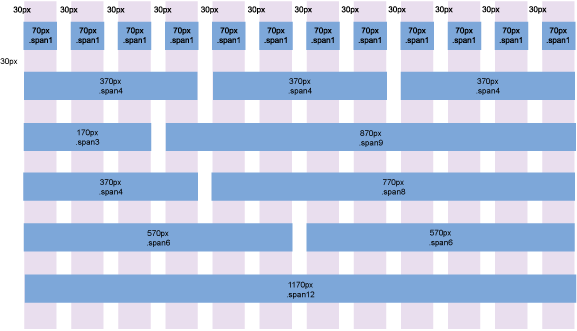 30px 30px 30px 30px 30px 30px 30px 30px 30px 30px 30px 30px
70px 70px 70px 70px 70px 70px 70px 70px 70px 70px 70px 70px
.span1 .span1 .span1 .span1 .span1 .span1 .span1 .span1 .span1 .span1 .span1 .span1
30px
370px 370px 370px
.span4 .span4 .span4
170px 870px
.span3 .span9
370px 770px
.span4 .span8
570px 570px
.span6 .span6
1170px
.span12